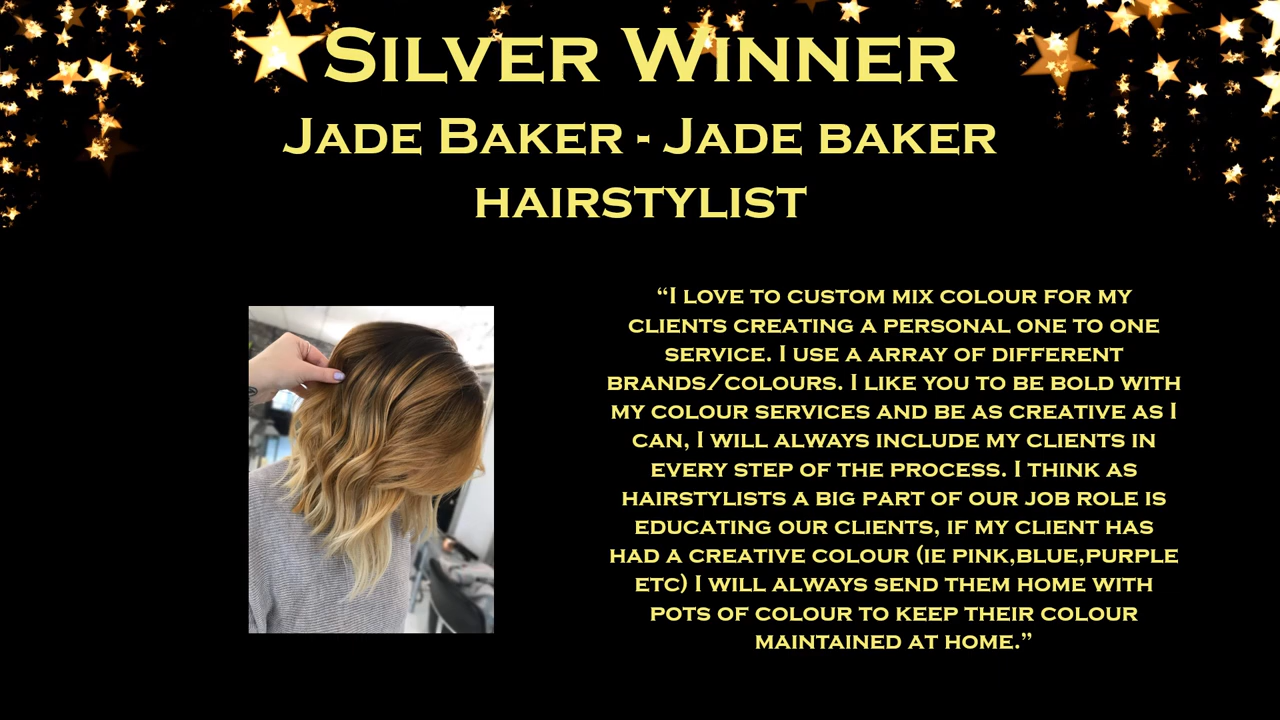 Silver Winner
Jade Baker - Jade baker
hairstylist
“I love to custom mix colour for my
clients creating a personal one to one
service. I use a array of different
brands/colours. I like you to be bold with
my colour services and be as creative as I
can, I will always include my clients in
every step of the process. I think as
hairstylists a big part of our job role is
educating our clients, if my client has
had a creative colour (ie pink,blue,purple
etc) I will always send them home with
pots of colour to keep their colour
maintained at home.”